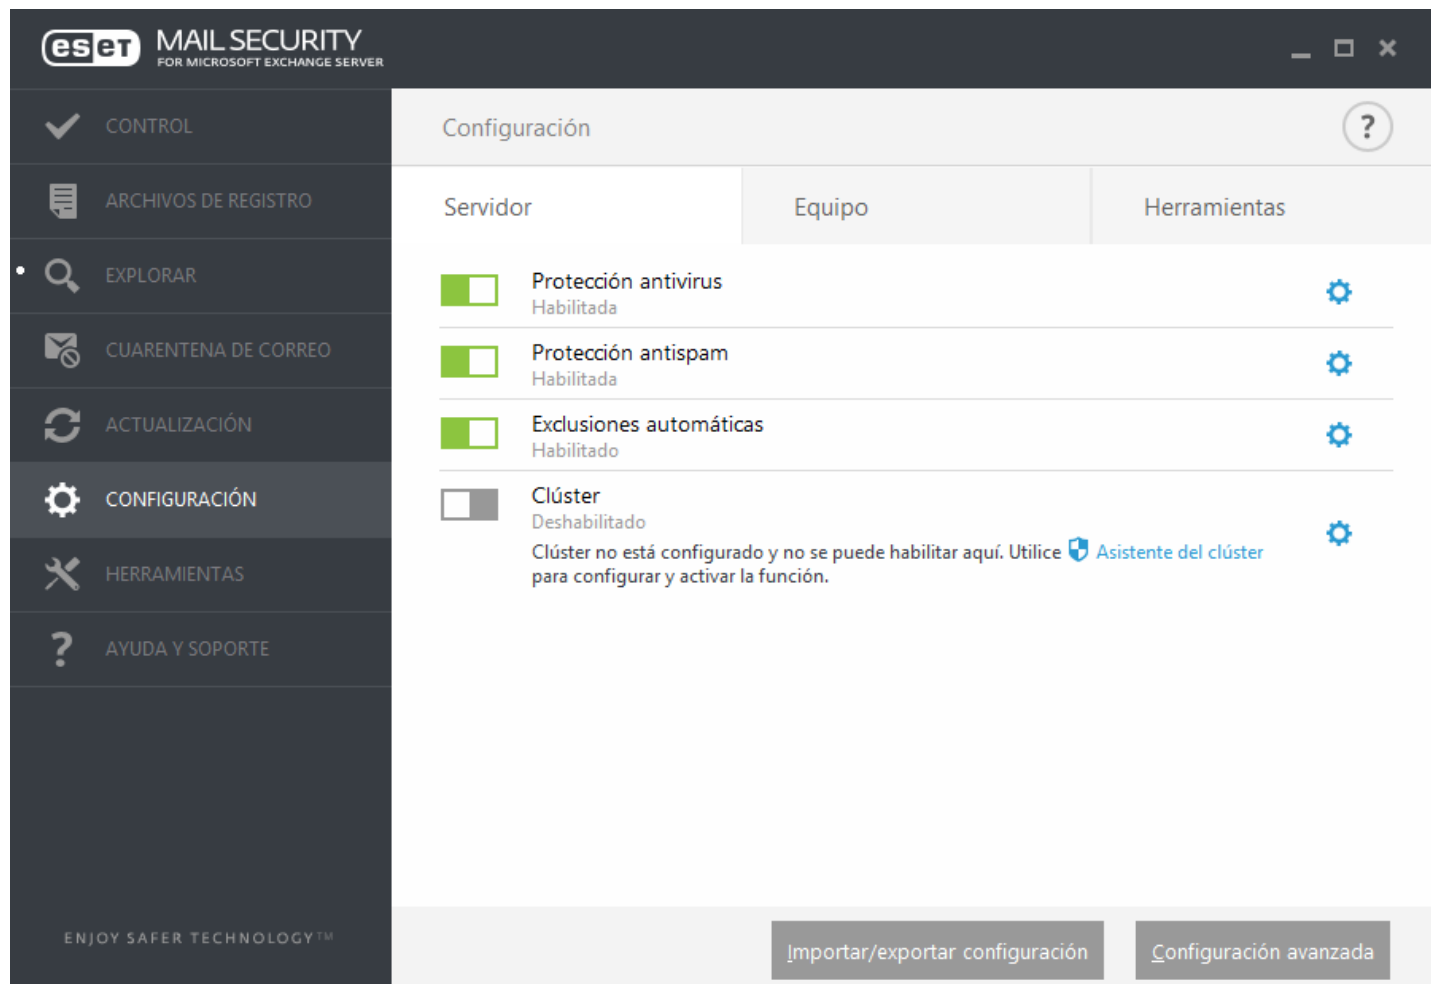 eset MAIL SECURITY
FOR MICROSOFT EXCHANGE SERVER
CONTROL
ARCHIVOS DE REGISTRO
EXPLORAR
CUARENTENA DE CORREO
ACTUALIZACIÓN
CONFIGURACIÓN
HERRAMIENTAS
? AYUDA Y SOPORTE
ENJOY SAFER TECHNOLOGY™
Configuración ?
Servidor Equipo Herramientas
Protección antivirus
Habilitada
Protección antispam
Habilitada
Exclusiones automáticas
Habilitado
Clúster
Deshabilitado
Clúster no está configurado y no se puede habilitar aquí. Utilice Asistente del clúster
para configurar y activar la función.
Importar/exportar configuración Configuración avanzada